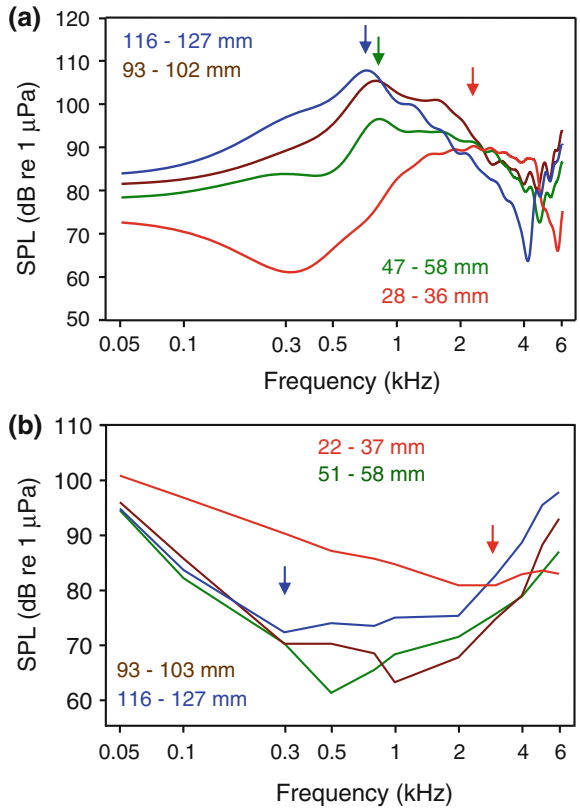 (a)
116 - 127 mm
93 - 102 mm
47 - 58 mm
28 - 36 mm
SPL (dB re 1 μPa)
120
110
100
90
80
70
60
50
0.05 0.1 0.3 0.5 1 2 4 6
Frequency (kHz)
(b)
22 - 37 mm
51 - 58 mm
93 - 103 mm
116 - 127 mm
SPL (dB re 1 μPa)
110
100
90
80
70
60
0.05 0.1 0.3 0.5 1 2 4 6
Frequency (kHz)